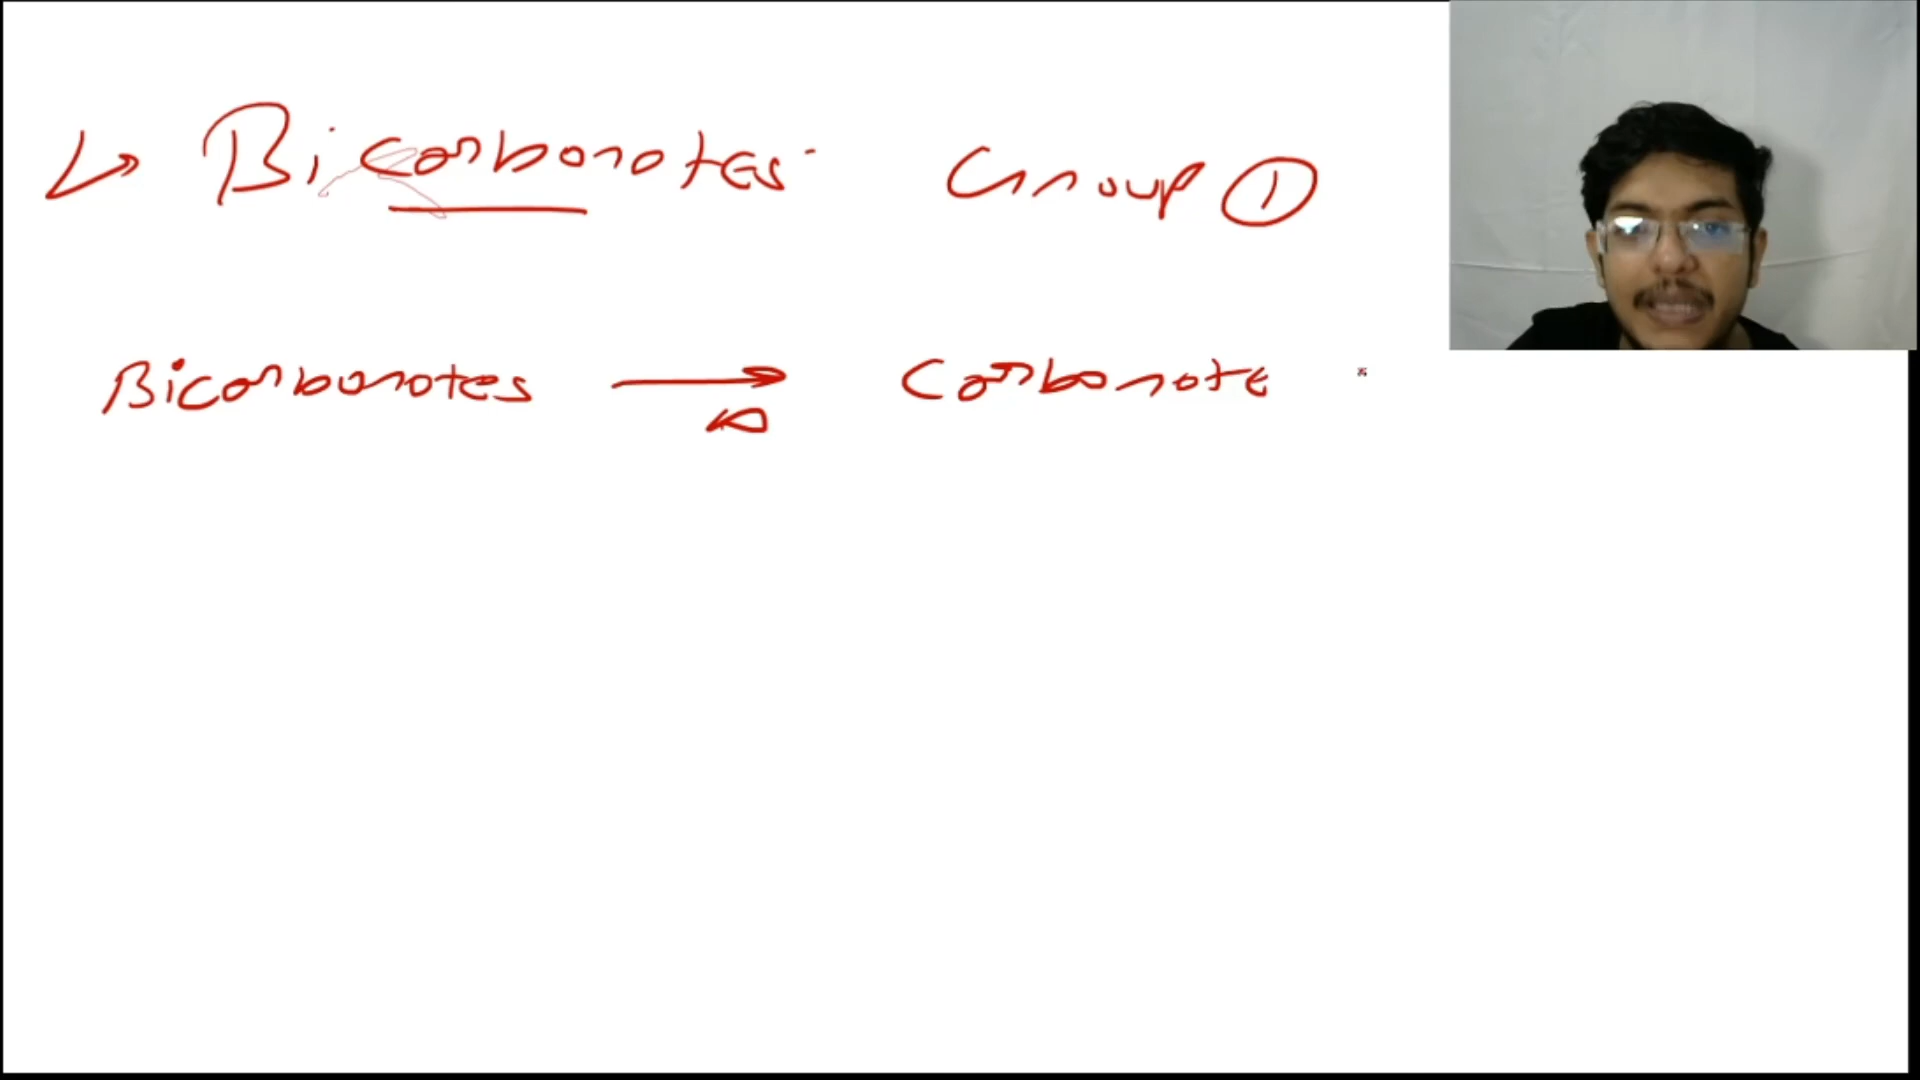 ↳ Bicarbonates Group ①
Bicarbonates ⟶ Carbonate
Δ